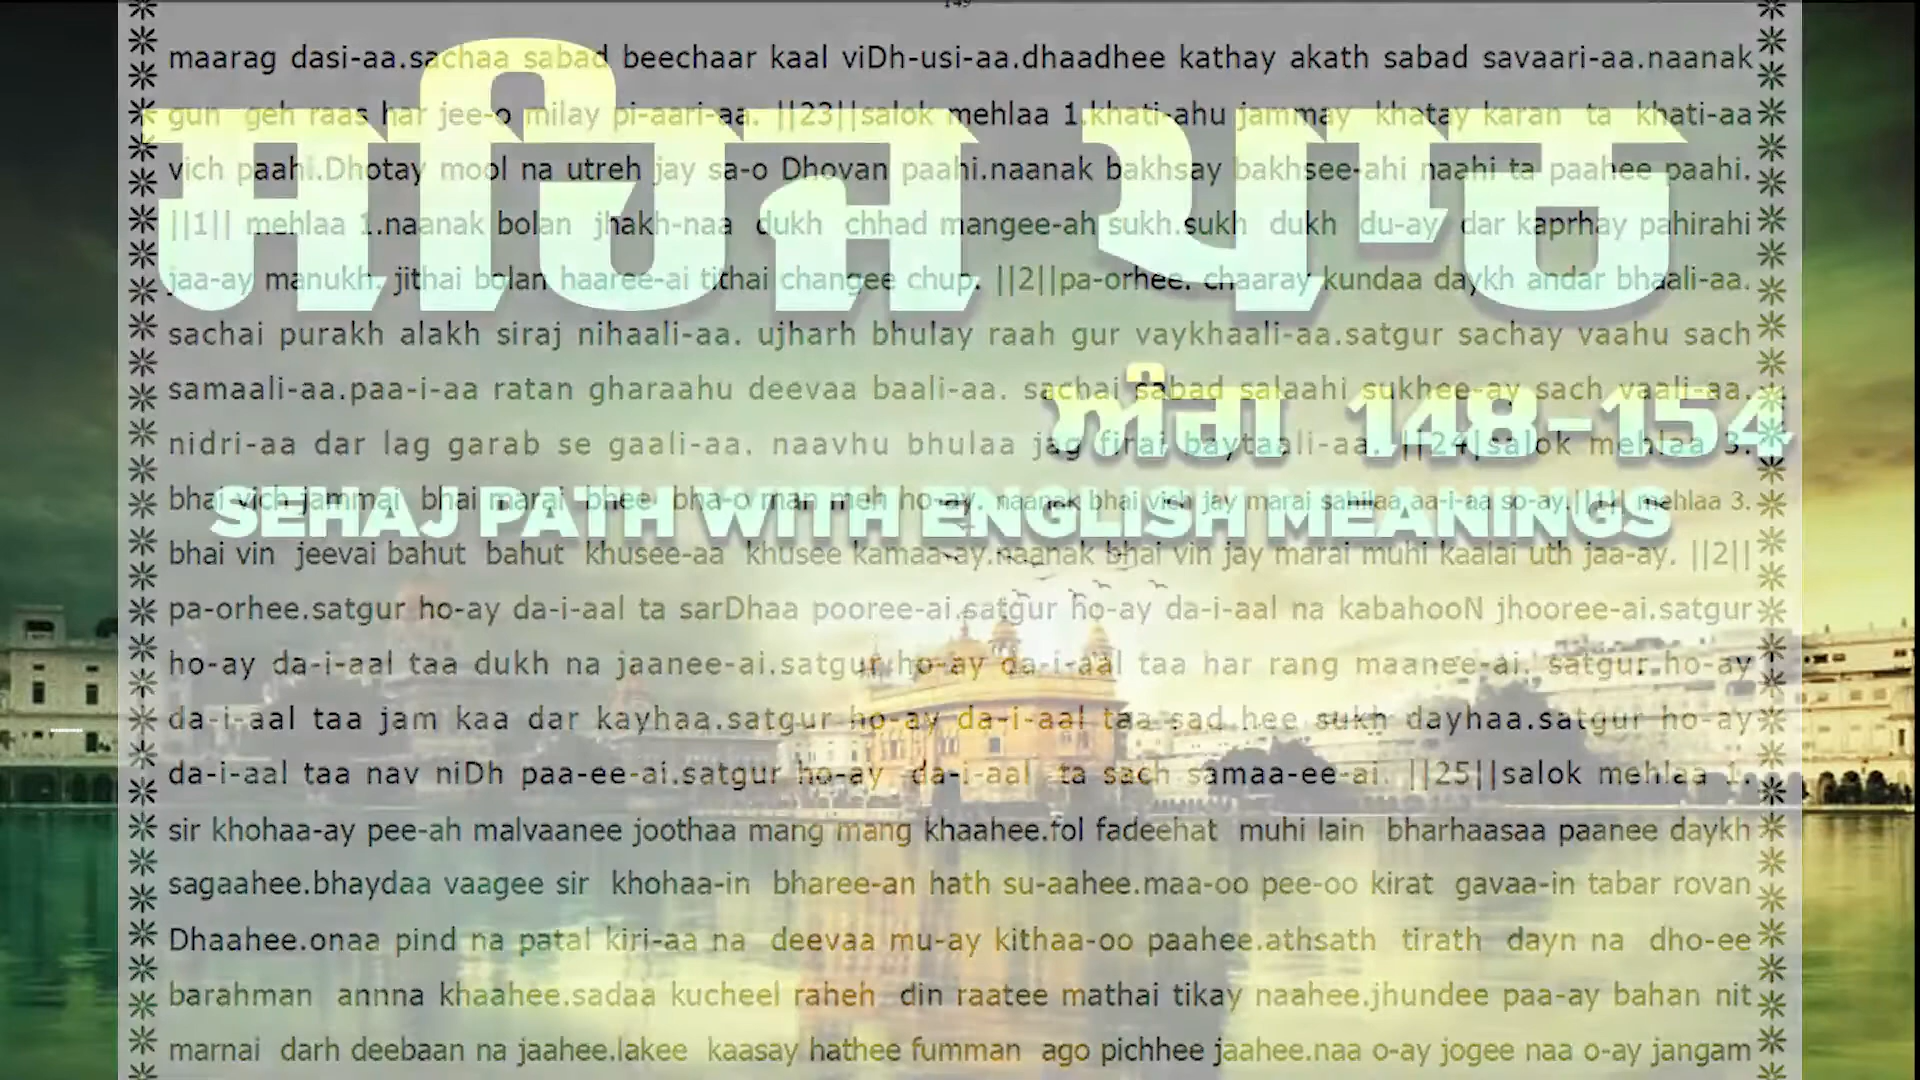 149
maarag dasi-aa.sachaa sabad beechaar kaal viDh-usi-aa.dhaadhee kathay akath sabad savaari-aa.naanak
gun geh raas har jee-o milay pi-aari-aa. ||23||salok mehlaa 1.khati-ahu jammay khatay karan ta khati-aa
vich paahi.Dhotay mool na utreh jay sa-o Dhovan paahi.naanak bakhsay bakhsee-ahi naahi ta paahee paahi.
||1|| mehlaa 1.naanak bolan jhakh-naa dukh chhad mangee-ah sukh.sukh dukh du-ay dar kaprhay pahirahi
jaa-ay manukh. jithai bolan haaree-ai tithai changee chup. ||2||pa-orhee. chaaray kundaa daykh andar bhaali-aa.
ਸਹਿਜ ਪਾਠ
sachai purakh alakh siraj nihaali-aa. ujharh bhulay raah gur vaykhaali-aa.satgur sachay vaahu sach
samaali-aa.paa-i-aa ratan gharaahu deevaa baali-aa. sachai sabad salaahi sukhee-ay sach vaali-aa.
nidri-aa dar lag garab se gaali-aa. naavhu bhulaa jag firai baytaali-aa. ||24||salok mehlaa 3.
ਅੰਗ 148-154
bhai vich jammai bhai marai bhee bha-o man meh ho-ay. naanak bhai vich jay marai sahilaa aa-i-aa so-ay.||1|| mehlaa 3.
SEHAJ PATH WITH ENGLISH MEANINGS
bhai vin jeevai bahut bahut khusee-aa khusee kamaa-ay.naanak bhai vin jay marai muhi kaalai uth jaa-ay. ||2||
pa-orhee.satgur ho-ay da-i-aal ta sarDhaa pooree-ai.satgur ho-ay da-i-aal na kabahooN jhooree-ai.satgur
ho-ay da-i-aal taa dukh na jaanee-ai.satgur ho-ay da-i-aal taa har rang maanee-ai. satgur ho-ay
da-i-aal taa jam kaa dar kayhaa.satgur ho-ay da-i-aal taa sad hee sukh dayhaa.satgur ho-ay
da-i-aal taa nav niDh paa-ee-ai.satgur ho-ay da-i-aal ta sach samaa-ee-ai. ||25||salok mehlaa 1.
sir khohaa-ay pee-ah malvaanee joothaa mang mang khaahee.fol fadeehat muhi lain bharhaasaa paanee daykh
sagaahee.bhaydaa vaagee sir khohaa-in bharee-an hath su-aahee.maa-oo pee-oo kirat gavaa-in tabar rovan
Dhaahee.onaa pind na patal kiri-aa na deevaa mu-ay kithaa-oo paahee.athsath tirath dayn na dho-ee
barahman annna khaahee.sadaa kucheel raheh din raatee mathai tikay naahee.jhundee paa-ay bahan nit
marnai darh deebaan na jaahee.lakee kaasay hathee fumman ago pichhee jaahee.naa o-ay jogee naa o-ay jangam